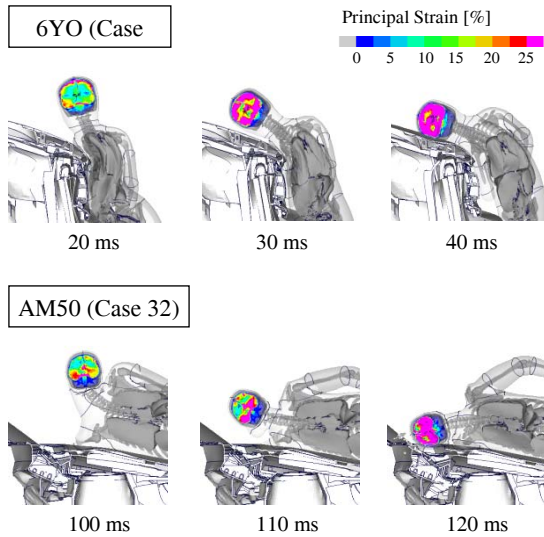 6YO (Case
Principal Strain [%]
0 5 10 15 20 25
20 ms 30 ms 40 ms
AM50 (Case 32)
100 ms 110 ms 120 ms